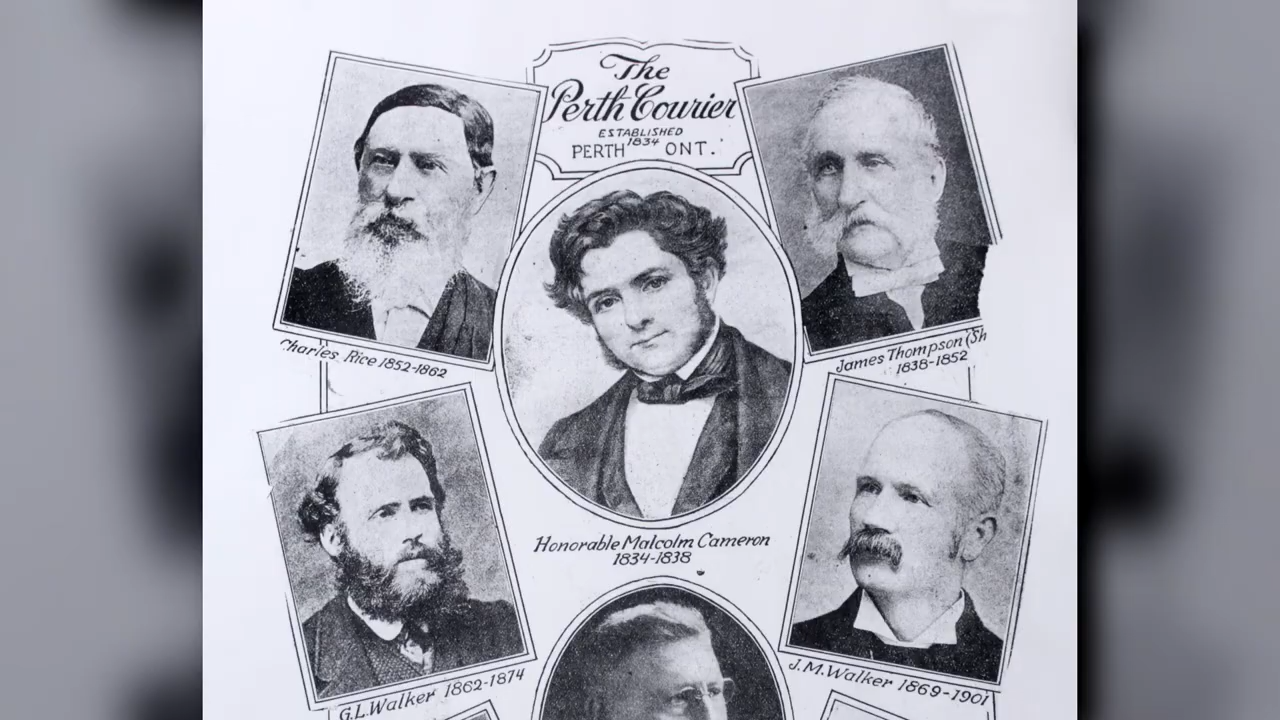 The
Perth Courier
ESTABLISHED
1834
PERTH ONT.
Charles Rice 1852-1862
James Thompson (Sh
1838-1852
Honorable Malcolm Cameron
1834-1838
G.L. Walker 1862-1874
J.M. Walker 1869-1901